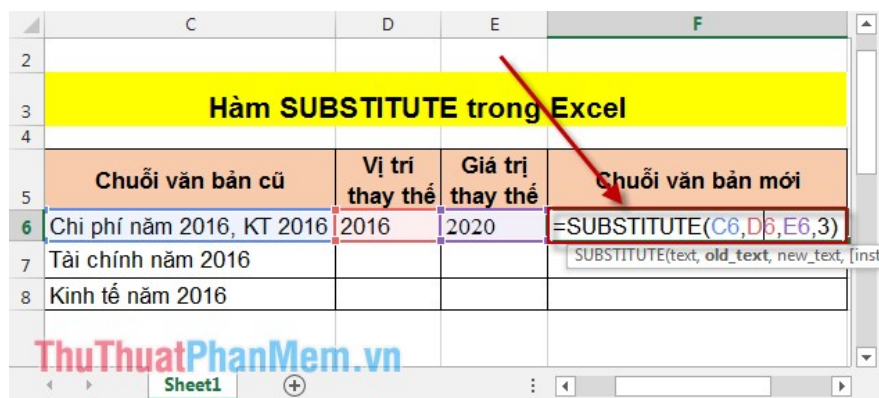 C D E F
2
3 Hàm SUBSTITUTE trong Excel
4
5 Chuỗi văn bản cũ Vị trí thay thế Giá trị thay thế Chuỗi văn bản mới
6 Chi phí năm 2016, KT 2016 2016 2020 =SUBSTITUTE(C6,D6,E6,3)
SUBSTITUTE(text, old_text, new_text, [inst
7 Tài chính năm 2016
8 Kinh tế năm 2016
ThuThuatPhanMem.vn
Sheet1